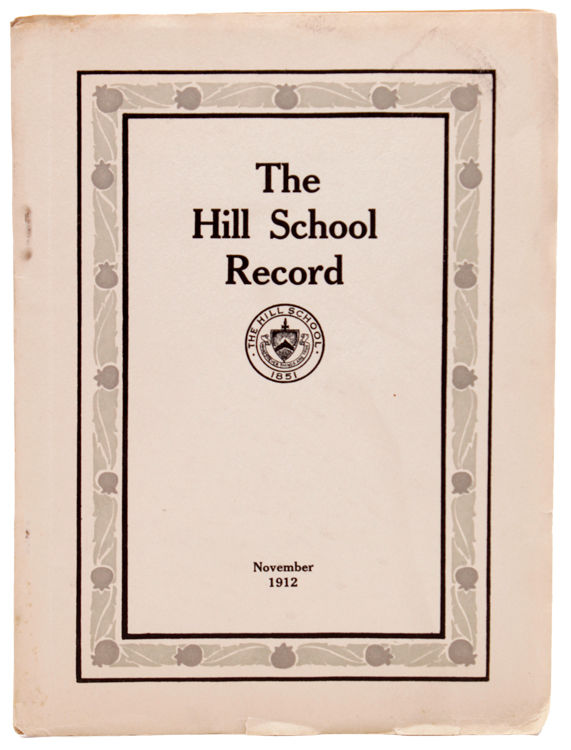 The
Hill School
Record
· THE HILL SCHOOL ·
1851
November
1912